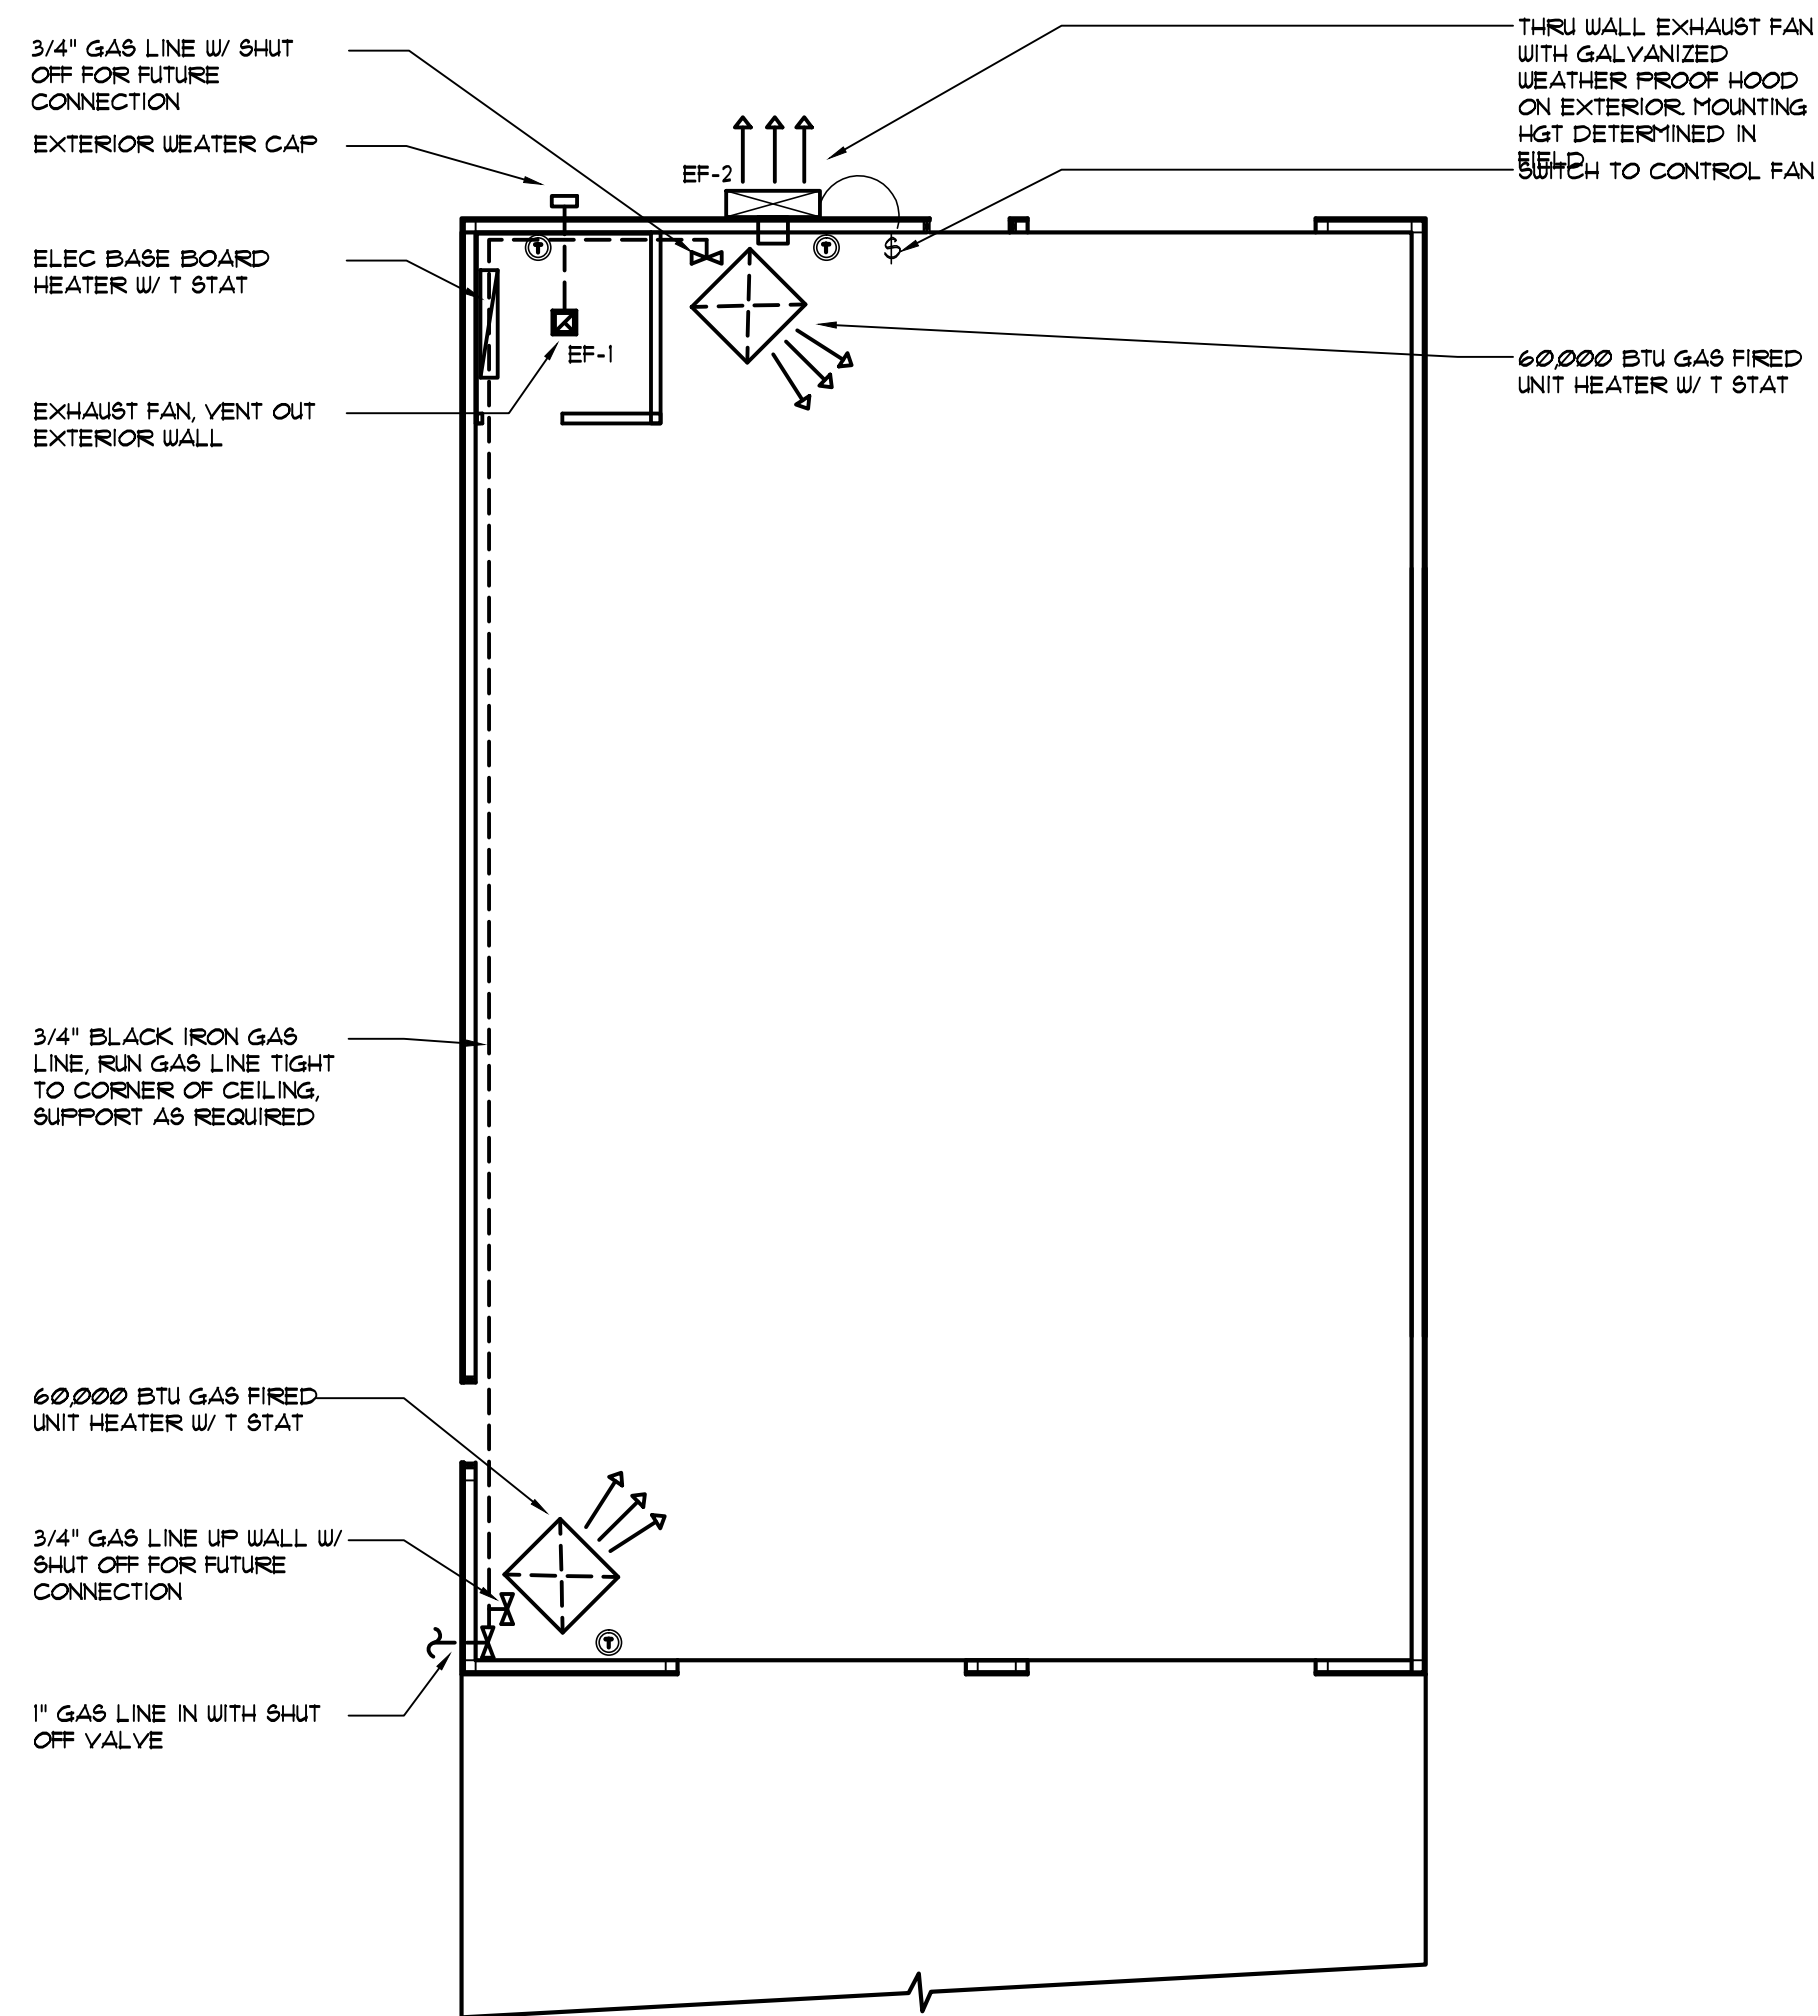 3/4" GAS LINE W/ SHUT
OFF FOR FUTURE
CONNECTION
EXTERIOR WEATER CAP
ELEC BASE BOARD
HEATER W/ T STAT
EXHAUST FAN, VENT OUT
EXTERIOR WALL
3/4" BLACK IRON GAS
LINE, RUN GAS LINE TIGHT
TO CORNER OF CEILING,
SUPPORT AS REQUIRED
60,000 BTU GAS FIRED
UNIT HEATER W/ T STAT
3/4" GAS LINE UP WALL W/
SHUT OFF FOR FUTURE
CONNECTION
1" GAS LINE IN WITH SHUT
OFF VALVE
EF-2
T
T
$
EF-1
T
THRU WALL EXHAUST FAN
WITH GALVANIZED
WEATHER PROOF HOOD
ON EXTERIOR MOUNTING
HGT DETERMINED IN
FIELD
SWITCH TO CONTROL FAN
60,000 BTU GAS FIRED
UNIT HEATER W/ T STAT